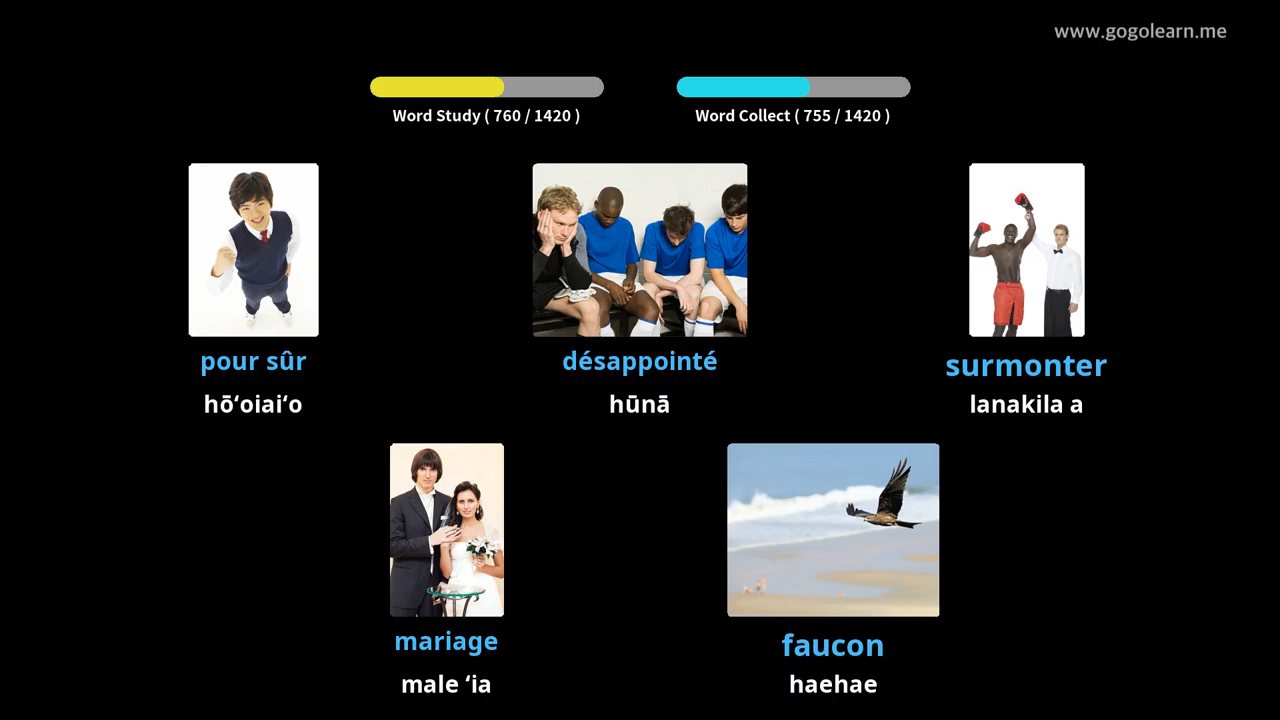 www.gogolearn.me
Word Study ( 760 / 1420 )
Word Collect ( 755 / 1420 )
pour sûr
hōʻoiaiʻo
désappointé
hūnā
surmonter
lanakila a
mariage
male ʻia
faucon
haehae